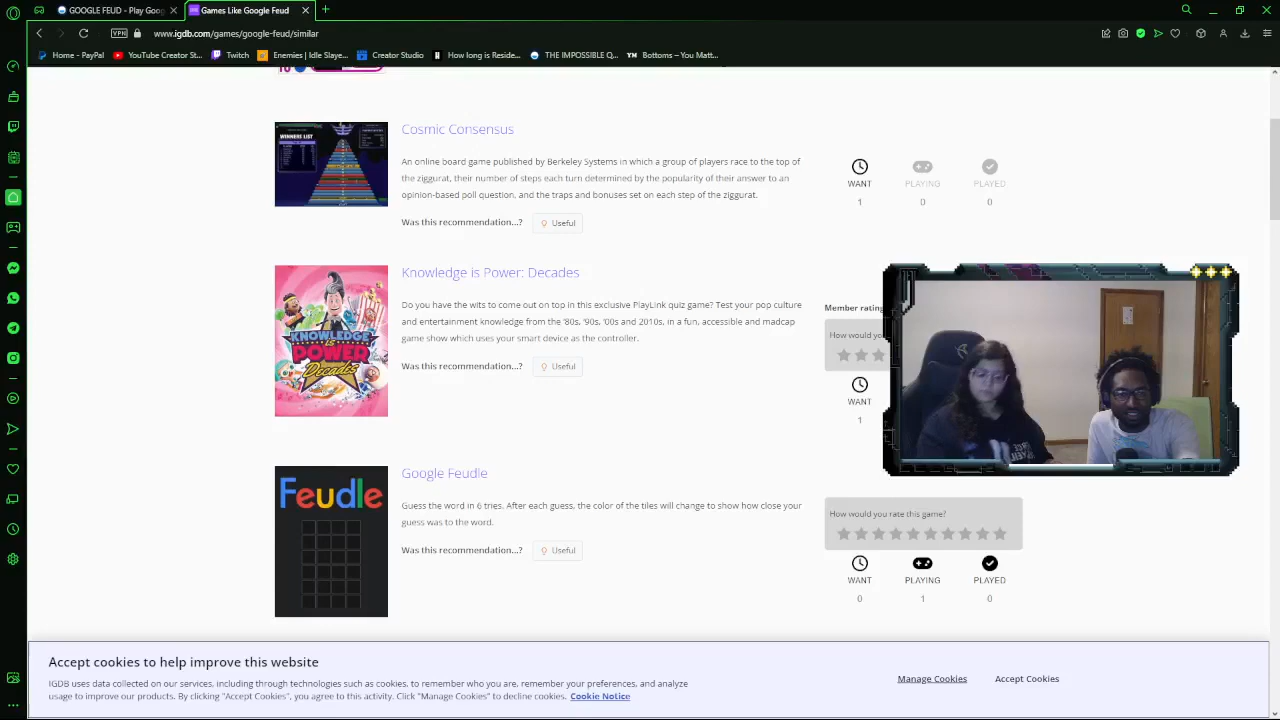 GOOGLE FEUD - Play Goog
Games Like Google Feud
VPN
www.igdb.com/games/google-feud/similar
Home - PayPal
YouTube Creator St...
Twitch
Enemies | Idle Slaye...
Creator Studio
How long is Reside...
THE IMPOSSIBLE Q...
YM Bottoms – You Matt...
Cosmic Consensus
WINNERS LIST
An online board game published by Berkeley Systems in which a group of players race to the top of
the ziggurat, their number of steps each turn determined by the popularity of their answer to an
opinion-based poll question, and the traps and bonuses set on each step of the ziggurat.
WANT
PLAYING
PLAYED
1
0
0
Was this recommendation...?
Useful
Knowledge is Power: Decades
Do you have the wits to come out on top in this exclusive PlayLink quiz game? Test your pop culture
and entertainment knowledge from the '80s, '90s, '00s and 2010s, in a fun, accessible and madcap
game show which uses your smart device as the controller.
KNOWLEDGE
IS
POWER
Decades
Member rating
How would yo
WANT
1
Was this recommendation...?
Useful
Google Feudle
Feudle
Guess the word in 6 tries. After each guess, the color of the tiles will change to show how close your
guess was to the word.
How would you rate this game?
Was this recommendation...?
Useful
WANT
PLAYING
PLAYED
0
1
0
Accept cookies to help improve this website
IGDB uses data collected on our services, including through technologies such as cookies, to remember who you are, remember your preferences, and analyze
usage to improve our products. By clicking "Accept Cookies", you agree to this activity. Click "Manage Cookies" to decline cookies. Cookie Notice
Manage Cookies
Accept Cookies